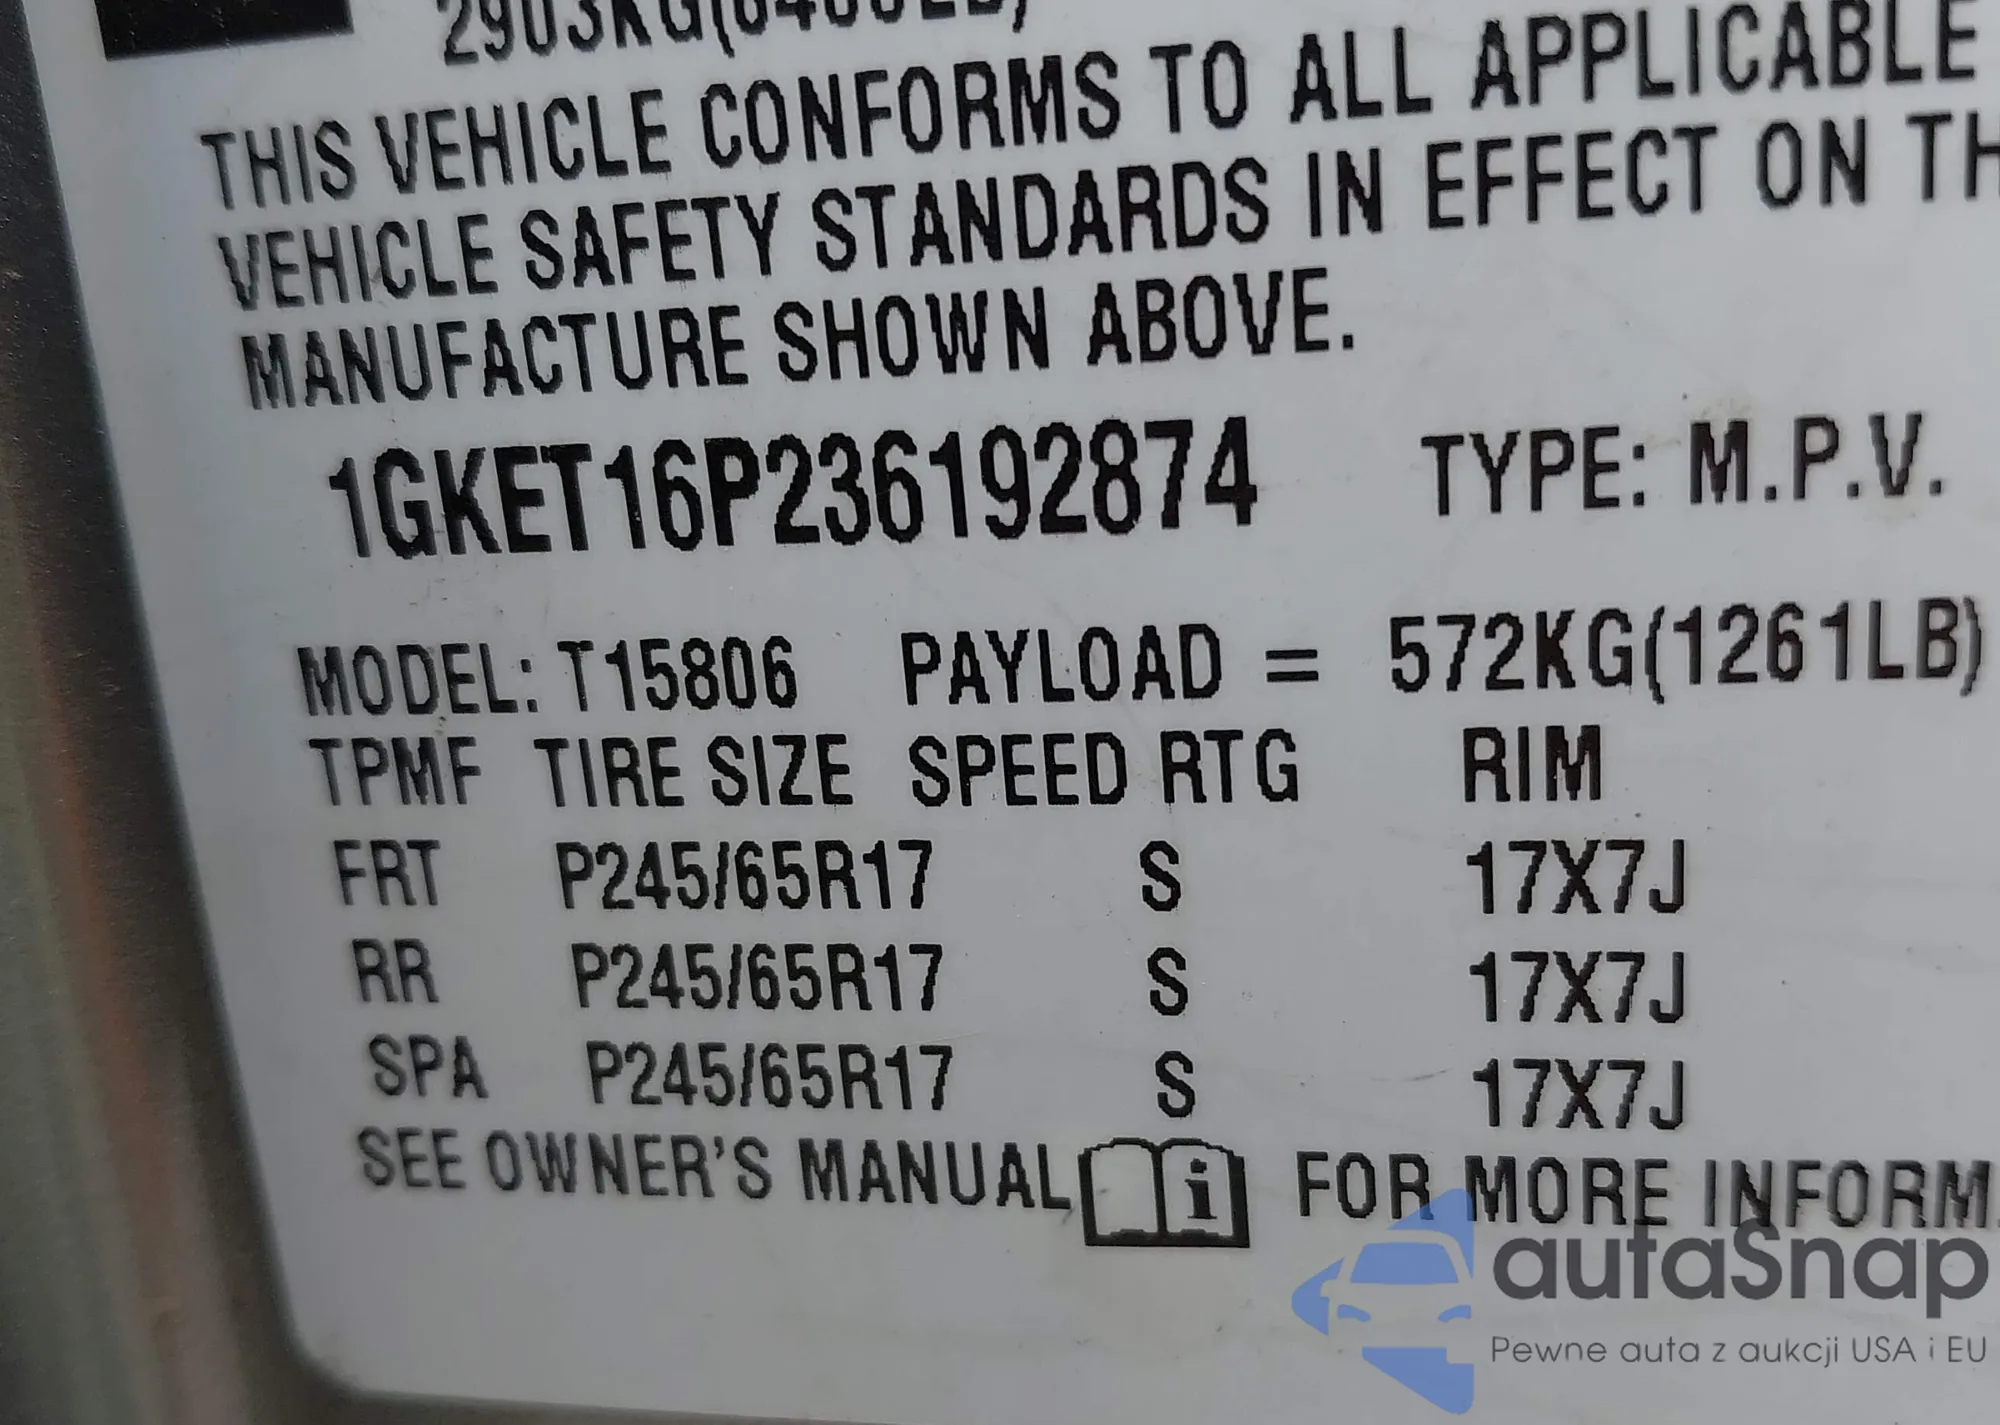 2903KG(6400LB)
THIS VEHICLE CONFORMS TO ALL APPLICABLE
VEHICLE SAFETY STANDARDS IN EFFECT ON TH
MANUFACTURE SHOWN ABOVE.
1GKET16P236192874 TYPE: M.P.V.
MODEL: T15806 PAYLOAD = 572KG(1261LB)
TPMF TIRE SIZE SPEED RTG RIM
FRT P245/65R17 S 17X7J
RR P245/65R17 S 17X7J
SPA P245/65R17 S 17X7J
SEE OWNER'S MANUAL i FOR MORE INFORM
autaSnap
Pewne auta z aukcji USA i EU